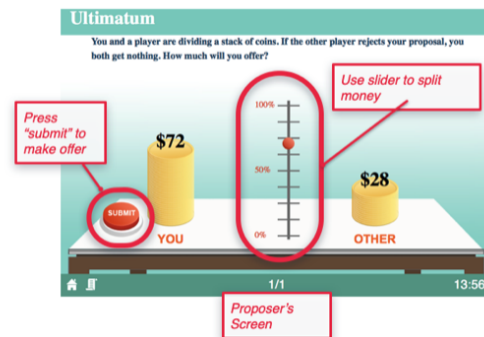 Ultimatum
You and a player are dividing a stack of coins. If the other player rejects your proposal, you
both get nothing. How much will you offer?
Use slider to split
money
Press
"submit" to
make offer
100%
$72
50%
$28
SUBMIT
YOU
0%
OTHER
1/1
13:56
Proposer's
Screen